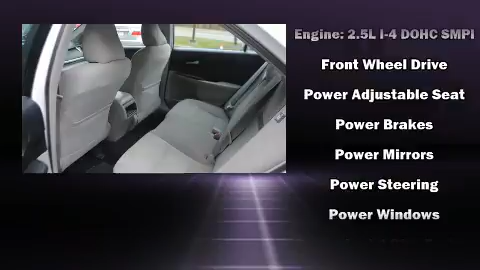 Engine: 2.5L I-4 DOHC SMPI
Front Wheel Drive
Power Adjustable Seat
Power Brakes
Power Mirrors
Power Steering
Power Windows